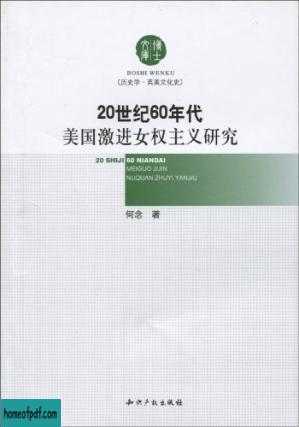 博士
文库
BOSHI WENKU
[历史学·英美文化史]
20世纪60年代
美国激进女权主义研究
20 SHIJI 60 NIANDAI
MEIGUO JIJIN
NUQUAN ZHUYI YANJIU
何念 著
知识产权出版社
homeofpdf.com